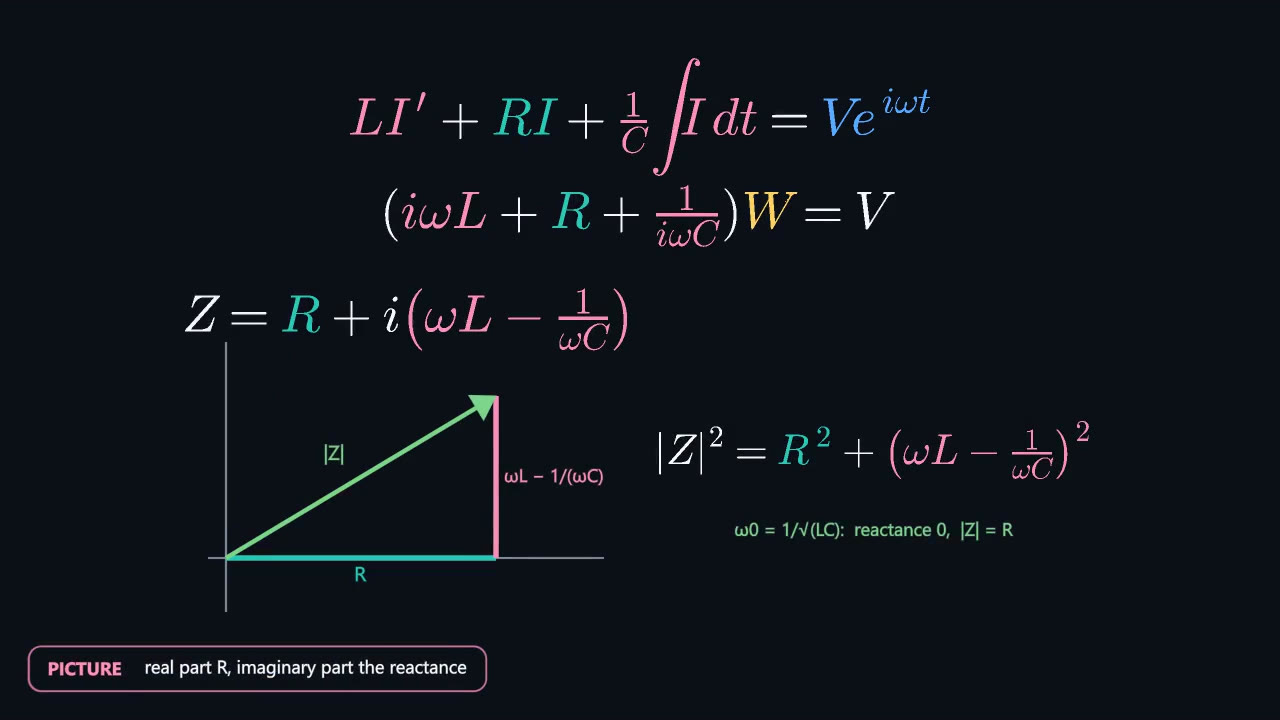 LI′ + RI + 1/C ∫I dt = Ve^{iωt}
(iωL + R + 1/iωC)W = V
Z = R + i(ωL − 1/ωC)
|Z|
ωL − 1/(ωC)
R
|Z|² = R² + (ωL − 1/ωC)²
ω0 = 1/√(LC): reactance 0, |Z| = R
PICTURE real part R, imaginary part the reactance